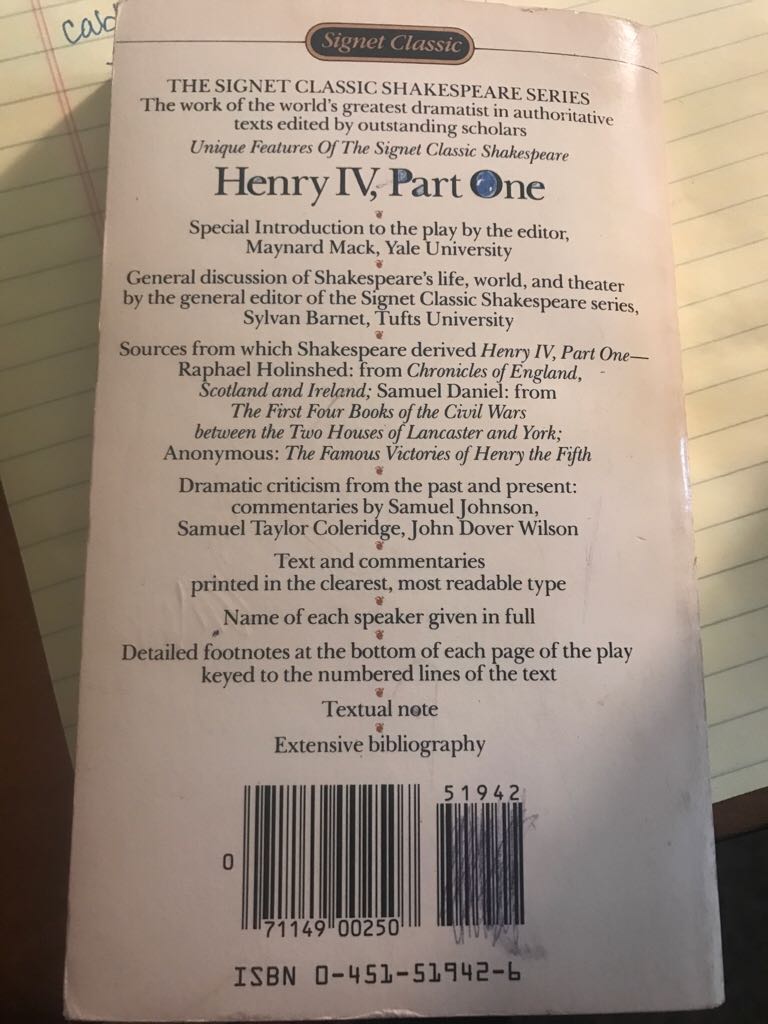 Signet Classic
THE SIGNET CLASSIC SHAKESPEARE SERIES
The work of the world's greatest dramatist in authoritative
texts edited by outstanding scholars
Unique Features Of The Signet Classic Shakespeare
Henry IV, Part One
Special Introduction to the play by the editor,
Maynard Mack, Yale University
General discussion of Shakespeare's life, world, and theater
by the general editor of the Signet Classic Shakespeare series,
Sylvan Barnet, Tufts University
Sources from which Shakespeare derived Henry IV, Part One—
Raphael Holinshed: from Chronicles of England,
Scotland and Ireland; Samuel Daniel: from
The First Four Books of the Civil Wars
between the Two Houses of Lancaster and York;
Anonymous: The Famous Victories of Henry the Fifth
Dramatic criticism from the past and present:
commentaries by Samuel Johnson,
Samuel Taylor Coleridge, John Dover Wilson
Text and commentaries
printed in the clearest, most readable type
Name of each speaker given in full
Detailed footnotes at the bottom of each page of the play
keyed to the numbered lines of the text
Textual note
Extensive bibliography
51942
0 71149 00250
ISBN 0-451-51942-6